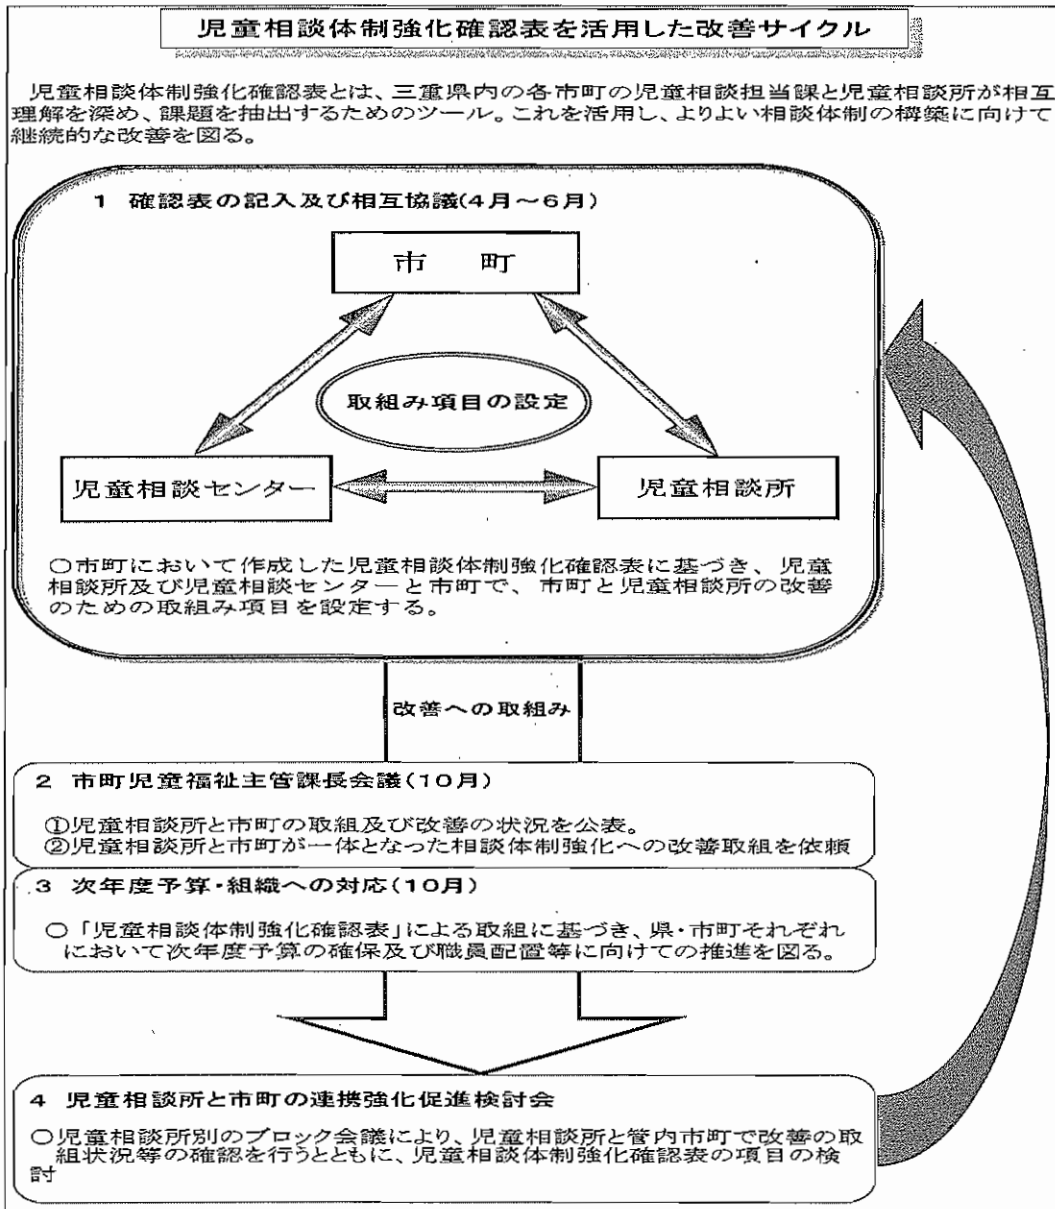 児童相談体制強化確認表を活用した改善サイクル
児童相談体制強化確認表とは、三重県内の各市町の児童相談担当課と児童相談所が相互
理解を深め、課題を抽出するためのツール。これを活用し、よりよい相談体制の構築に向けて
継続的な改善を図る。
1 確認表の記入及び相互協議(4月～6月)
市 町
取組み項目の設定
児童相談センター
児童相談所
○市町において作成した児童相談体制強化確認表に基づき、児童
相談所及び児童相談センターと市町で、市町と児童相談所の改善
のための取組み項目を設定する。
改善への取組み
2 市町児童福祉主管課長会議(10月)
①児童相談所と市町の取組及び改善の状況を公表。
②児童相談所と市町が一体となった相談体制強化への改善取組を依頼
3 次年度予算・組織への対応(10月)
○「児童相談体制強化確認表」による取組に基づき、県・市町それぞれ
において次年度予算の確保及び職員配置等に向けての推進を図る。
4 児童相談所と市町の連携強化促進検討会
○児童相談所別のブロック会議により、児童相談所と管内市町で改善の取
組状況等の確認を行うとともに、児童相談体制強化確認表の項目の検
討